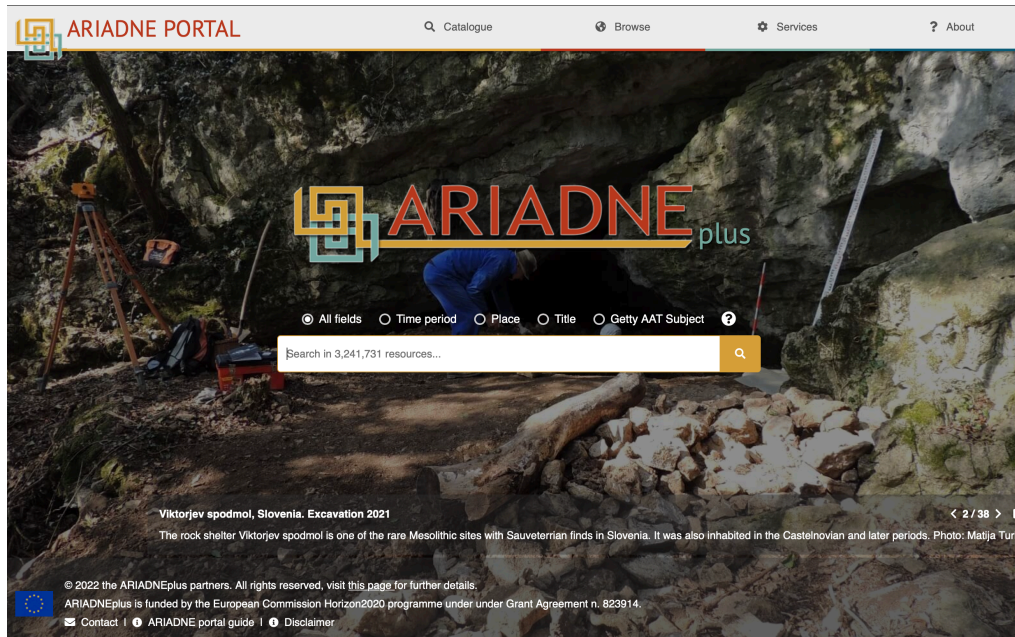 ARIADNE PORTAL
Catalogue
Browse
Services
? About
ARIADNE plus
All fields Time period Place Title Getty AAT Subject ?
Search in 3,241,731 resources...
Viktorjev spodmol, Slovenia. Excavation 2021
< 2 / 38 >
The rock shelter Viktorjev spodmol is one of the rare Mesolithic sites with Sauveterrian finds in Slovenia. It was also inhabited in the Castelnovian and later periods. Photo: Matija Tur
© 2022 the ARIADNEplus partners. All rights reserved, visit this page for further details.
ARIADNEplus is funded by the European Commission Horizon2020 programme under under Grant Agreement n. 823914.
Contact | ARIADNE portal guide | Disclaimer